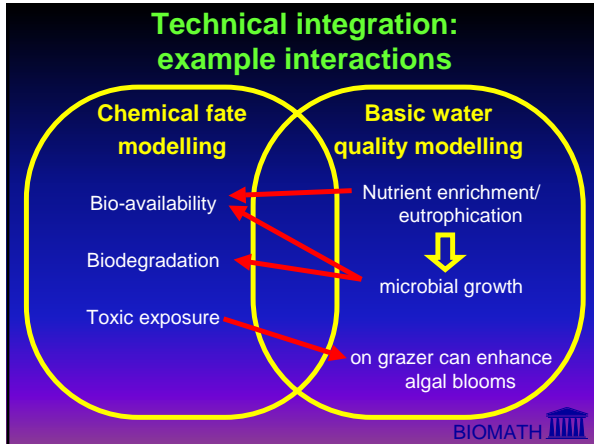 Technical integration:
example interactions
Chemical fate
modelling
Basic water
quality modelling
Bio-availability
Biodegradation
Toxic exposure
Nutrient enrichment/
eutrophication
microbial growth
on grazer can enhance
algal blooms
BIOMATH